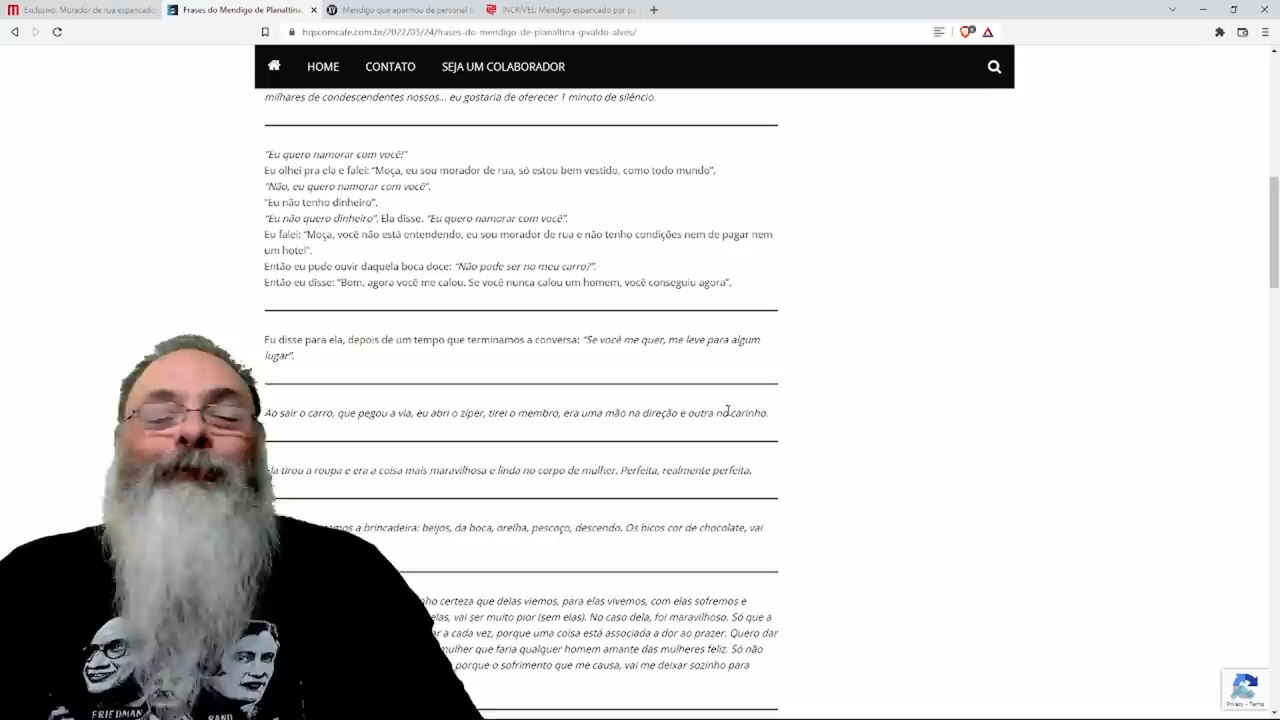 Exclusivo: Morador de rua espancado
Frases do Mendigo de Planaltina,
Mendigo que apanhou de personal
INCRÍVEL: Mendigo espancado por
hqscomcafe.com.br/2022/03/24/frases-do-mendigo-de-planaltina-givaldo-alves/
HOME CONTATO SEJA UM COLABORADOR
milhares de condescendentes nossos... eu gostaria de oferecer 1 minuto de silêncio.
“Eu quero namorar com você!”
Eu olhei pra ela e falei: “Moça, eu sou morador de rua, só estou bem vestido, como todo mundo”.
“Não, eu quero namorar com você”.
“Eu não tenho dinheiro”.
“Eu não quero dinheiro”. Ela disse. “Eu quero namorar com você”.
Eu falei: “Moça, você não está entendendo, eu sou morador de rua e não tenho condições nem de pagar nem
um hotel”.
Então eu pude ouvir daquela boca doce: “Não pode ser no meu carro?”.
Então eu disse: “Bom, agora você me calou. Se você nunca calou um homem, você conseguiu agora”.
Eu disse para ela, depois de um tempo que terminamos a conversa: “Se você me quer, me leve para algum
lugar”.
Ao sair o carro, que pegou a via, eu abri o zíper, tirei o membro, era uma mão na direção e outra no carinho.
tirou a roupa e era a coisa mais maravilhosa e linda no corpo de mulher. Perfeita, realmente perfeita.
a brincadeira: beijos, da boca, orelha, pescoço, descendo. Os bicos cor de chocolate, vai
certeza que delas viemos, para elas vivemos, com elas sofremos e
vai ser muito pior (sem elas). No caso dela, foi maravilhoso. Só que a
a cada vez, porque uma coisa está associada a dor ao prazer. Quero dar
mulher que faria qualquer homem amante das mulheres feliz. Só não
porque o sofrimento que me causa, vai me deixar sozinho para
FRIEDMAN
RAND
Privacy - Terms